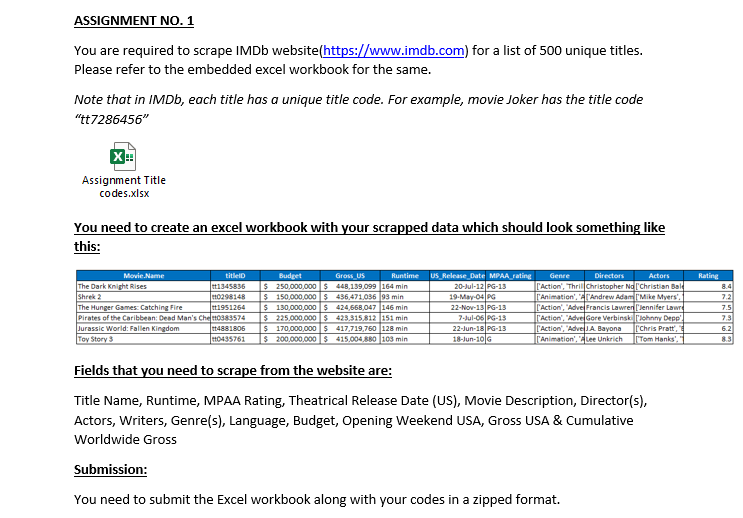 ASSIGNMENT NO. 1
You are required to scrape IMDb website(https://www.imdb.com) for a list of 500 unique titles.
Please refer to the embedded excel workbook for the same.
Note that in IMDb, each title has a unique title code. For example, movie Joker has the title code
“tt7286456”
Assignment Title
codes.xlsx
You need to create an excel workbook with your scrapped data which should look something like
this:
Movie.Name titleID Budget Gross_US Runtime US_Release_Date MPAA_rating Genre Directors Actors Rating
The Dark Knight Rises tt1345836 $ 250,000,000 $ 448,139,099 164 min 20-Jul-12 PG-13 ['Action', 'Thril Christopher No ['Christian Bale 8.4
Shrek 2 tt0298148 $ 150,000,000 $ 436,471,036 93 min 19-May-04 PG ['Animation', 'A ['Andrew Adam ['Mike Myers', 7.2
The Hunger Games: Catching Fire tt1951264 $ 130,000,000 $ 424,668,047 146 min 22-Nov-13 PG-13 ['Action', 'Adve Francis Lawren ['Jennifer Lawr 7.5
Pirates of the Caribbean: Dead Man's Che tt0383574 $ 225,000,000 $ 423,315,812 151 min 7-Jul-06 PG-13 ['Action', 'Adve Gore Verbinski ['Johnny Depp', 7.3
Jurassic World: Fallen Kingdom tt4881806 $ 170,000,000 $ 417,719,760 128 min 22-Jun-18 PG-13 ['Action', 'Adve J.A. Bayona ['Chris Pratt', 6.2
Toy Story 3 tt0435761 $ 200,000,000 $ 415,004,880 103 min 18-Jun-10 G ['Animation', 'A Lee Unkrich ['Tom Hanks', 8.3
Fields that you need to scrape from the website are:
Title Name, Runtime, MPAA Rating, Theatrical Release Date (US), Movie Description, Director(s),
Actors, Writers, Genre(s), Language, Budget, Opening Weekend USA, Gross USA & Cumulative
Worldwide Gross
Submission:
You need to submit the Excel workbook along with your codes in a zipped format.